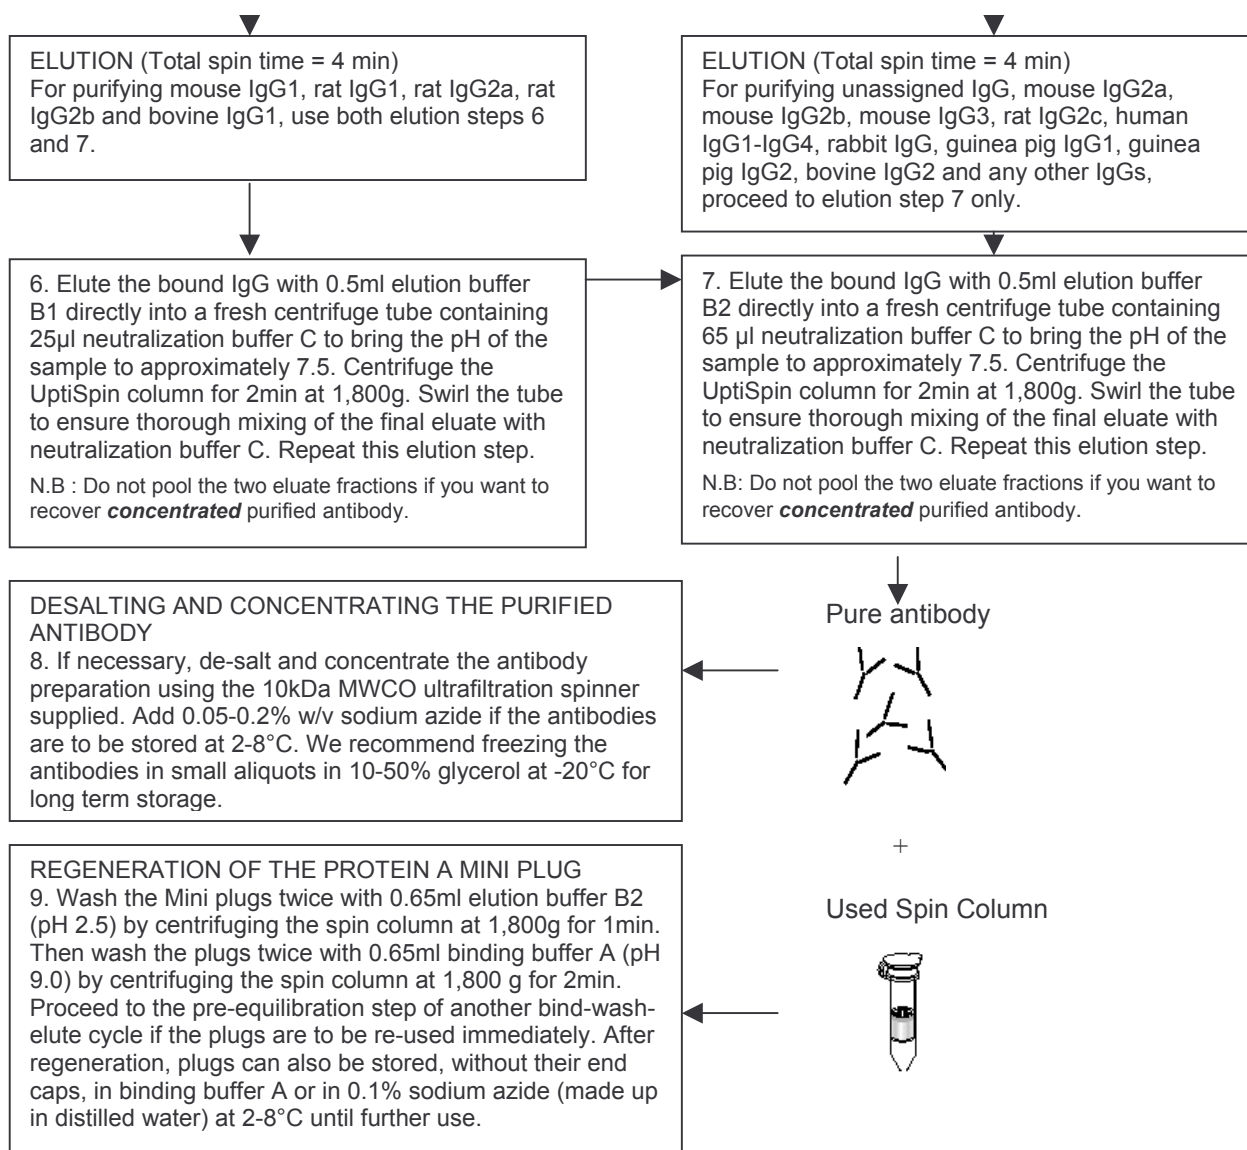 ELUTION (Total spin time = 4 min)
For purifying mouse IgG1, rat IgG1, rat IgG2a, rat
IgG2b and bovine IgG1, use both elution steps 6
and 7.
ELUTION (Total spin time = 4 min)
For purifying unassigned IgG, mouse IgG2a,
mouse IgG2b, mouse IgG3, rat IgG2c, human
IgG1-IgG4, rabbit IgG, guinea pig IgG1, guinea
pig IgG2, bovine IgG2 and any other IgGs,
proceed to elution step 7 only.
6. Elute the bound IgG with 0.5ml elution buffer
B1 directly into a fresh centrifuge tube containing
25µl neutralization buffer C to bring the pH of the
sample to approximately 7.5. Centrifuge the
UptiSpin column for 2min at 1,800g. Swirl the tube
to ensure thorough mixing of the final eluate with
neutralization buffer C. Repeat this elution step.
N.B : Do not pool the two eluate fractions if you want to
recover concentrated purified antibody.
7. Elute the bound IgG with 0.5ml elution buffer
B2 directly into a fresh centrifuge tube containing
65 µl neutralization buffer C to bring the pH of the
sample to approximately 7.5. Centrifuge the
UptiSpin column for 2min at 1,800g. Swirl the tube
to ensure thorough mixing of the final eluate with
neutralization buffer C. Repeat this elution step.
N.B: Do not pool the two eluate fractions if you want to
recover concentrated purified antibody.
DESALTING AND CONCENTRATING THE PURIFIED
ANTIBODY
8. If necessary, de-salt and concentrate the antibody
preparation using the 10kDa MWCO ultrafiltration spinner
supplied. Add 0.05-0.2% w/v sodium azide if the antibodies
are to be stored at 2-8°C. We recommend freezing the
antibodies in small aliquots in 10-50% glycerol at -20°C for
long term storage.
Pure antibody
+
Used Spin Column
REGENERATION OF THE PROTEIN A MINI PLUG
9. Wash the Mini plugs twice with 0.65ml elution buffer B2
(pH 2.5) by centrifuging the spin column at 1,800g for 1min.
Then wash the plugs twice with 0.65ml binding buffer A (pH
9.0) by centrifuging the spin column at 1,800 g for 2min.
Proceed to the pre-equilibration step of another bind-wash-
elute cycle if the plugs are to be re-used immediately. After
regeneration, plugs can also be stored, without their end
caps, in binding buffer A or in 0.1% sodium azide (made up
in distilled water) at 2-8°C until further use.